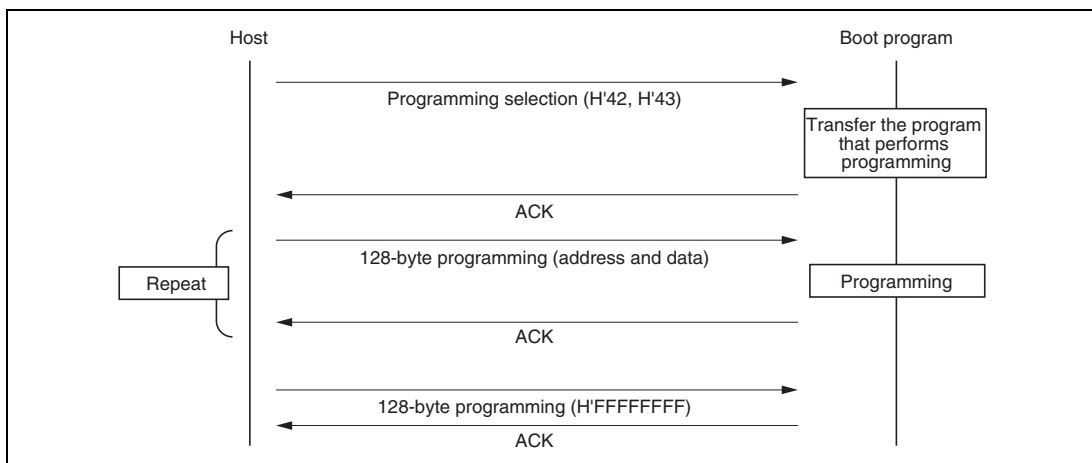 Host
Boot program
Programming selection (H'42, H'43)
Transfer the program
that performs
programming
ACK
128-byte programming (address and data)
Repeat
Programming
ACK
128-byte programming (H'FFFFFFFF)
ACK